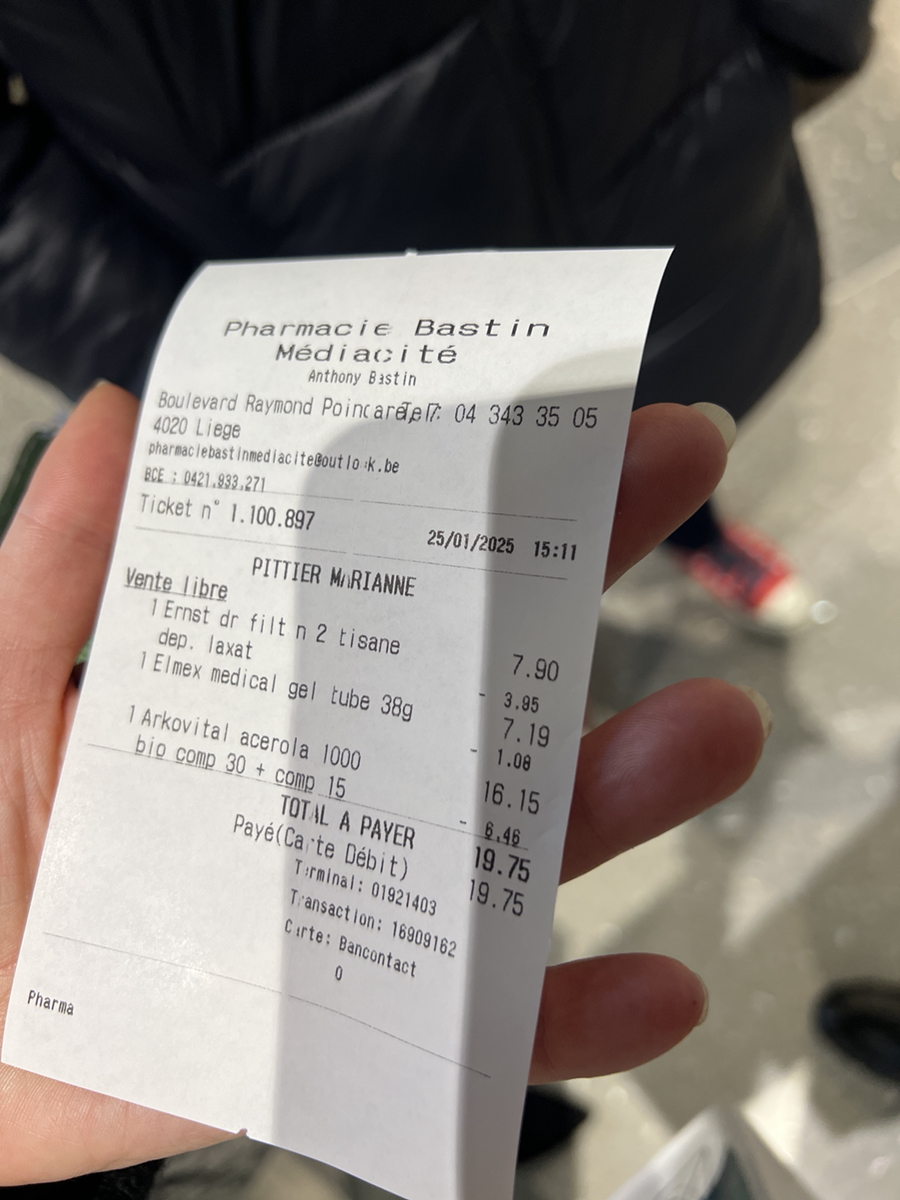 Pharmacie Bastin
Médiacité
Anthony Bastin
Boulevard Raymond Poincaré, 7 Tel : 04 343 35 05
4020 Liege
pharmaciebastinmediacite@outlook.be
BCE : 0421.933.271
Ticket n° 1.100.897
25/01/2025 15:11
PITTIER MARIANNE
Vente libre
1 Ernst dr filt n 2 tisane
dep. laxat 7.90
- 3.95
1 Elmex medical gel tube 38g 7.19
- 1.08
1 Arkovital acerola 1000
bio comp 30 + comp 15 16.15
- 6.46
TOTAL A PAYER 19.75
Payé(Carte Débit) 19.75
Terminal: 01921403
Transaction: 16909162
Carte: Bancontact
0
Pharma